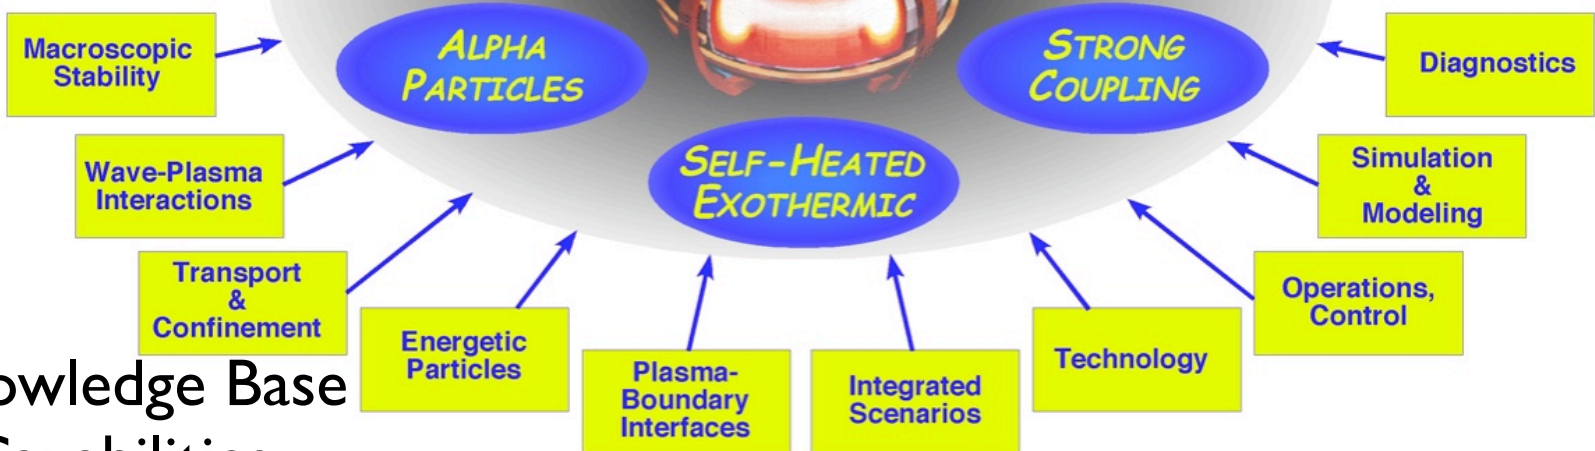 Macroscopic
Stability
ALPHA
PARTICLES
STRONG
COUPLING
Diagnostics
Wave-Plasma
Interactions
SELF-HEATED
EXOTHERMIC
Simulation
&
Modeling
Transport
&
Confinement
Operations,
Control
Energetic
Particles
Plasma-
Boundary
Interfaces
Integrated
Scenarios
Technology
owledge Base